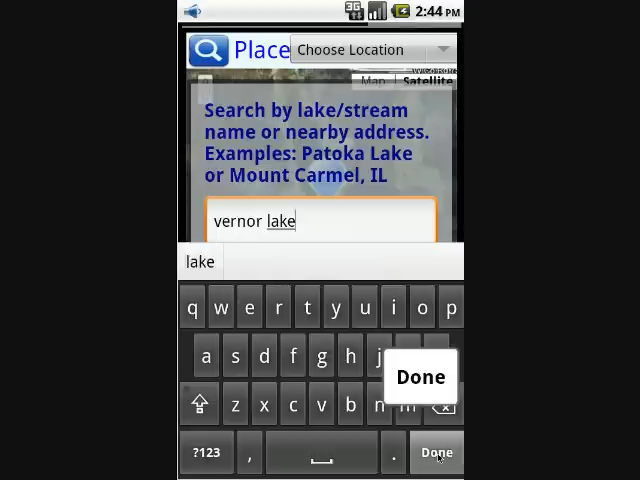 3G 2:44 PM
Place Choose Location
Map Satellite
Search by lake/stream
name or nearby address.
Examples: Patoka Lake
or Mount Carmel, IL
vernor lake
lake
q w e r t y u i o p
a s d f g h j
Done
z x c v b n m
?123 , . Done